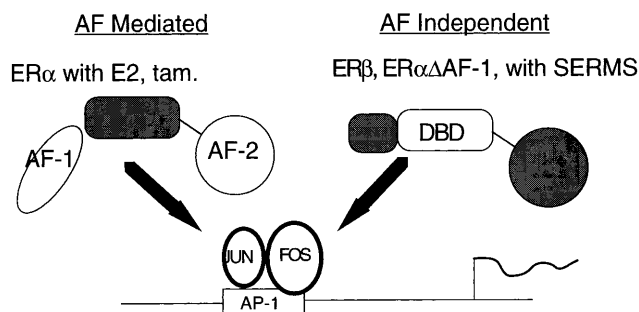 AF Mediated
AF Independent
ERα with E2, tam.
ERβ, ERαΔAF-1, with SERMS
AF-1
AF-2
DBD
JUN
FOS
AP-1